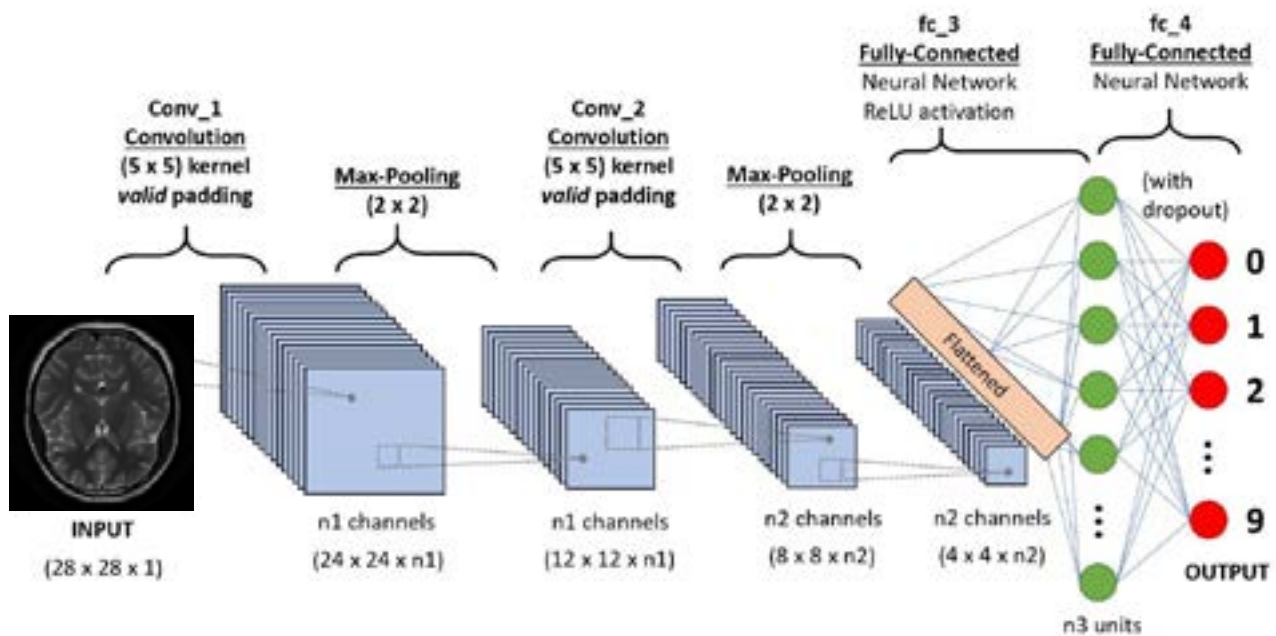 fc_3
Fully-Connected
Neural Network
ReLU activation
fc_4
Fully-Connected
Neural Network
Conv_1
Convolution
(5 x 5) kernel
valid padding
Max-Pooling
(2 x 2)
Conv_2
Convolution
(5 x 5) kernel
valid padding
Max-Pooling
(2 x 2)
(with
dropout)
Flattened
0
1
2
9
INPUT
(28 x 28 x 1)
n1 channels
(24 x 24 x n1)
n1 channels
(12 x 12 x n1)
n2 channels
(8 x 8 x n2)
n2 channels
(4 x 4 x n2)
OUTPUT
n3 units